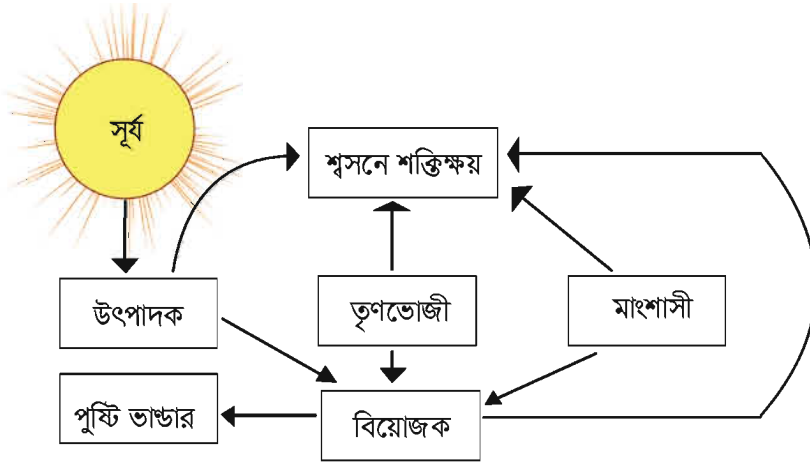 সূর্য
শ্বসনে শক্তিক্ষয়
উৎপাদক
তৃণভোজী
মাংশাসী
পুষ্টি ভাণ্ডার
বিয়োজক